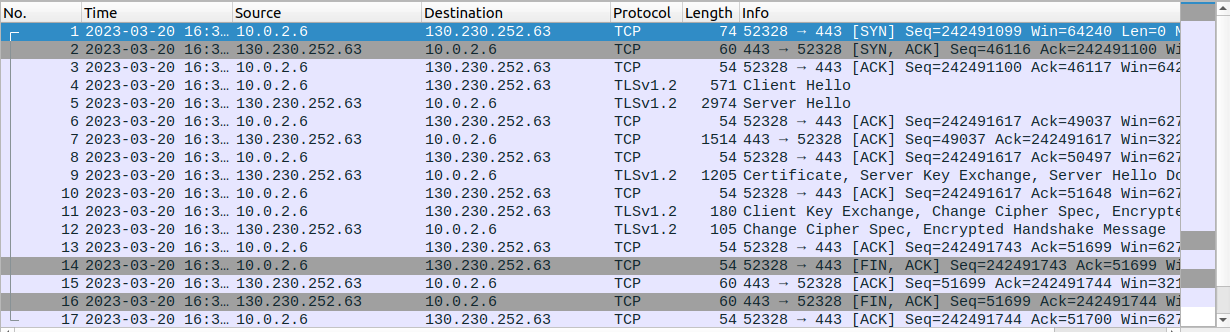 No. Time Source Destination Protocol Length Info
1 2023-03-20 16:3… 10.0.2.6 130.230.252.63 TCP 74 52328 → 443 [SYN] Seq=242491099 Win=64240 Len=0
2 2023-03-20 16:3… 130.230.252.63 10.0.2.6 TCP 60 443 → 52328 [SYN, ACK] Seq=46116 Ack=242491100
3 2023-03-20 16:3… 10.0.2.6 130.230.252.63 TCP 54 52328 → 443 [ACK] Seq=242491100 Ack=46117 Win=642
4 2023-03-20 16:3… 10.0.2.6 130.230.252.63 TLSv1.2 571 Client Hello
5 2023-03-20 16:3… 130.230.252.63 10.0.2.6 TLSv1.2 2974 Server Hello
6 2023-03-20 16:3… 10.0.2.6 130.230.252.63 TCP 54 52328 → 443 [ACK] Seq=242491617 Ack=49037 Win=627
7 2023-03-20 16:3… 130.230.252.63 10.0.2.6 TCP 1514 443 → 52328 [ACK] Seq=49037 Ack=242491617 Win=322
8 2023-03-20 16:3… 10.0.2.6 130.230.252.63 TCP 54 52328 → 443 [ACK] Seq=242491617 Ack=50497 Win=627
9 2023-03-20 16:3… 130.230.252.63 10.0.2.6 TLSv1.2 1205 Certificate, Server Key Exchange, Server Hello Do
10 2023-03-20 16:3… 10.0.2.6 130.230.252.63 TCP 54 52328 → 443 [ACK] Seq=242491617 Ack=51648 Win=627
11 2023-03-20 16:3… 10.0.2.6 130.230.252.63 TLSv1.2 180 Client Key Exchange, Change Cipher Spec, Encrypte
12 2023-03-20 16:3… 130.230.252.63 10.0.2.6 TLSv1.2 105 Change Cipher Spec, Encrypted Handshake Message
13 2023-03-20 16:3… 10.0.2.6 130.230.252.63 TCP 54 52328 → 443 [ACK] Seq=242491743 Ack=51699 Win=627
14 2023-03-20 16:3… 10.0.2.6 130.230.252.63 TCP 54 52328 → 443 [FIN, ACK] Seq=242491743 Ack=51699 Wi
15 2023-03-20 16:3… 130.230.252.63 10.0.2.6 TCP 60 443 → 52328 [ACK] Seq=51699 Ack=242491744 Win=321
16 2023-03-20 16:3… 130.230.252.63 10.0.2.6 TCP 60 443 → 52328 [FIN, ACK] Seq=51699 Ack=242491744 Wi
17 2023-03-20 16:3… 10.0.2.6 130.230.252.63 TCP 54 52328 → 443 [ACK] Seq=242491744 Ack=51700 Win=627